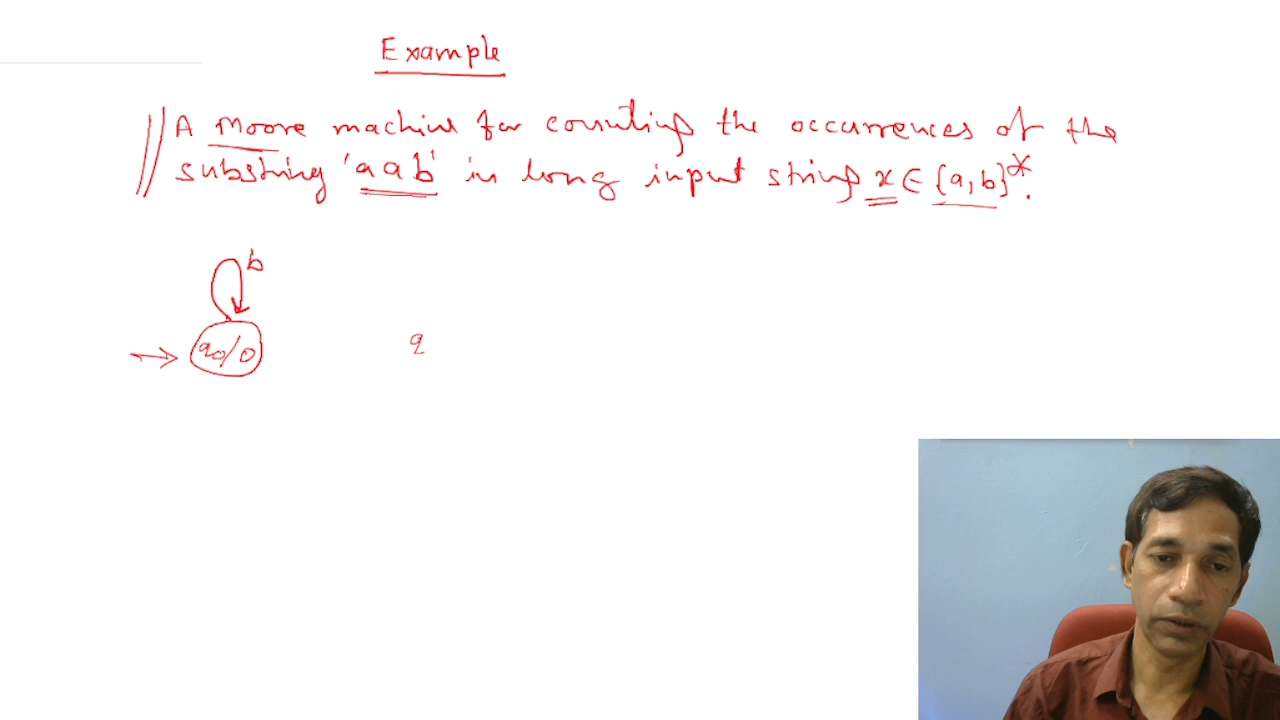 Example
A Moore machine for counting the occurrences of the
substring 'aab' in long input string x ∈ {a,b}*.
b
q0/0
q